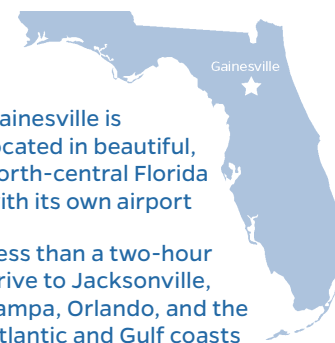 Gainesville
ainesville is
ocated in beautiful,
orth-central Florida
ith its own airport
ess than a two-hour
rive to Jacksonville,
ampa, Orlando, and the
tlantic and Gulf coasts